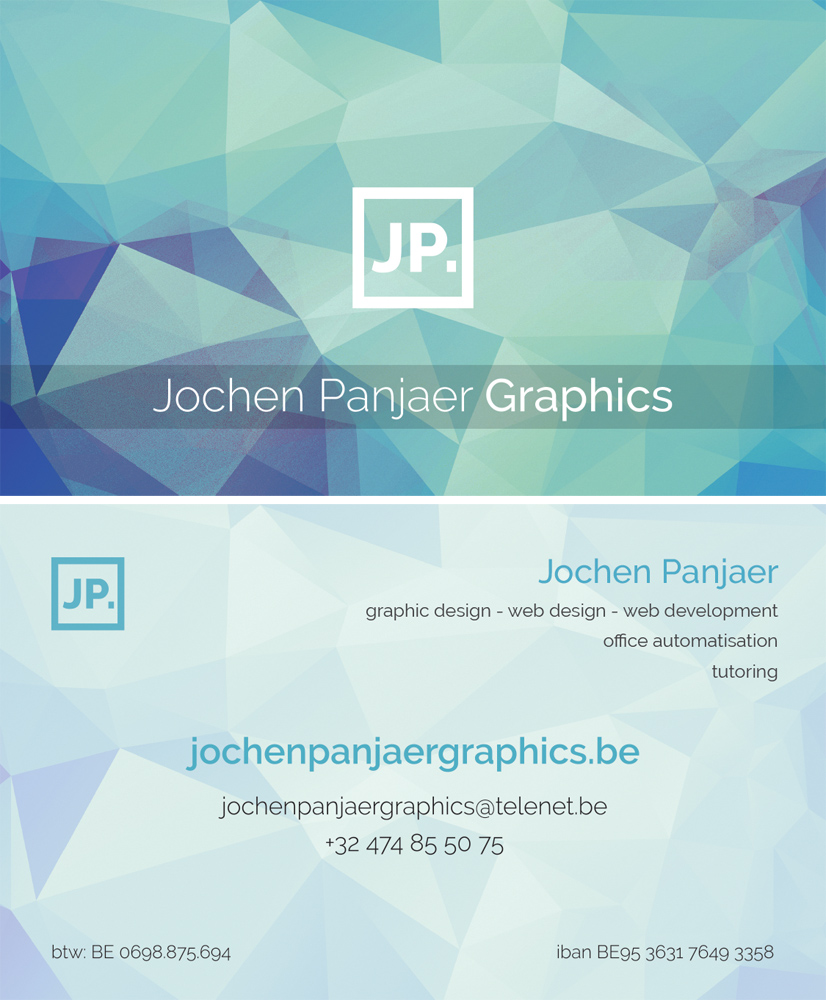 JP.
Jochen Panjaer Graphics
JP.
Jochen Panjaer
graphic design - web design - web development
office automatisation
tutoring
jochenpanjaergraphics.be
jochenpanjaergraphics@telenet.be
+32 474 85 50 75
btw: BE 0698.875.694
iban BE95 3631 7649 3358